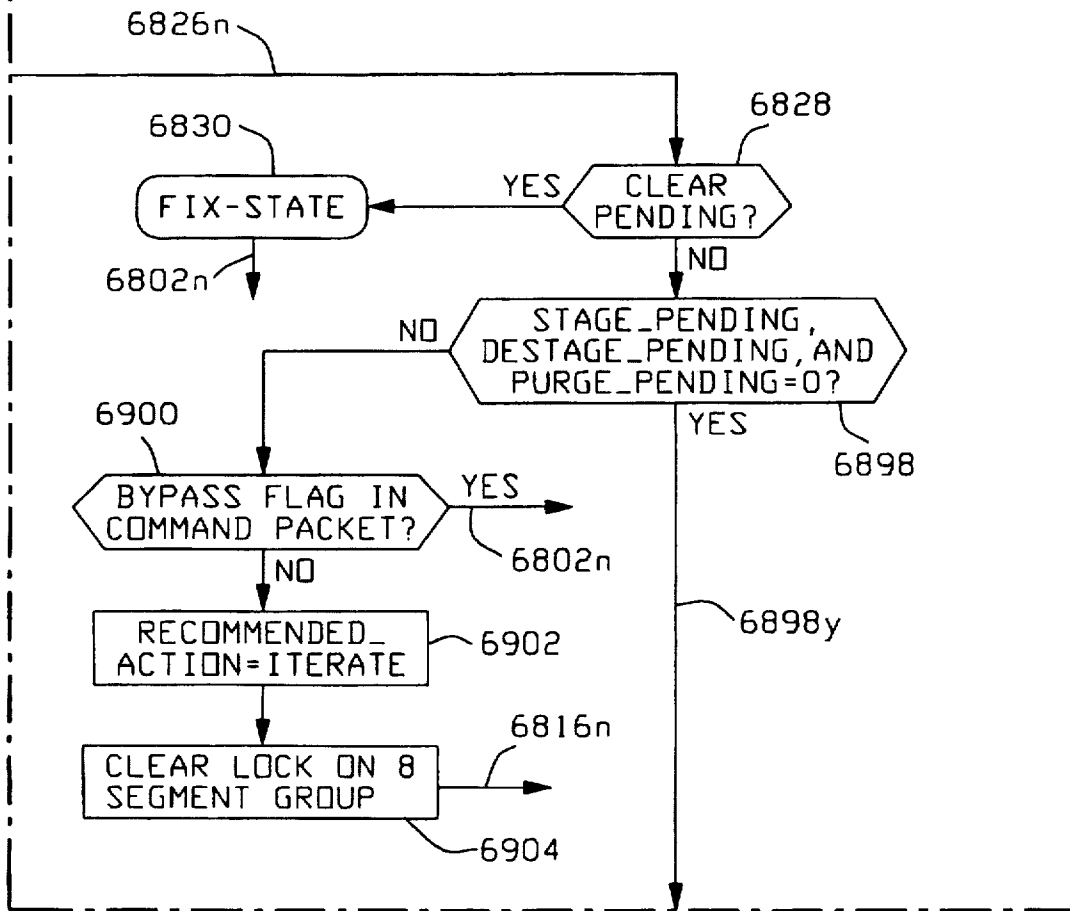 6826n
6828
6830
CLEAR
PENDING?
YES
FIX-STATE
6802n
NO
STAGE_PENDING,
DESTAGE_PENDING, AND
PURGE_PENDING=0?
NO
YES
6898
6900
BYPASS FLAG IN
COMMAND PACKET?
YES
6802n
NO
6898y
RECOMMENDED_
ACTION=ITERATE
6902
6816n
CLEAR LOCK ON 8
SEGMENT GROUP
6904